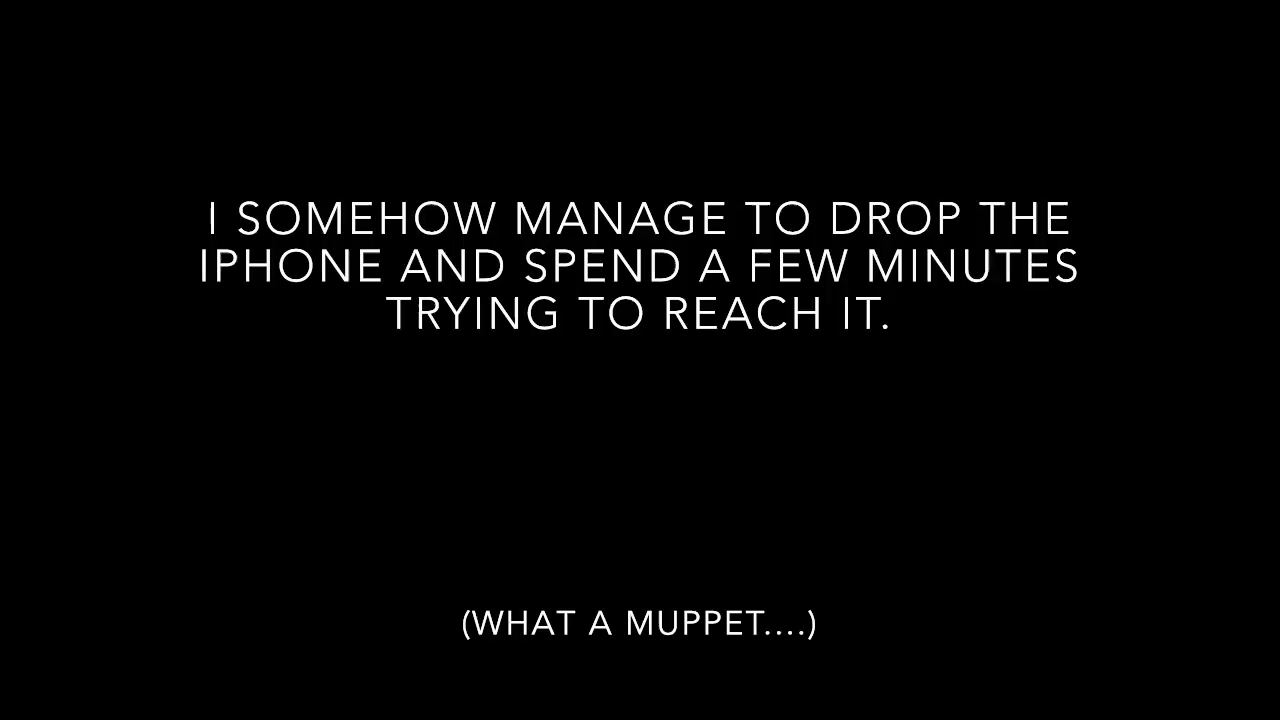 I SOMEHOW MANAGE TO DROP THE
IPHONE AND SPEND A FEW MINUTES
TRYING TO REACH IT.
(WHAT A MUPPET....)